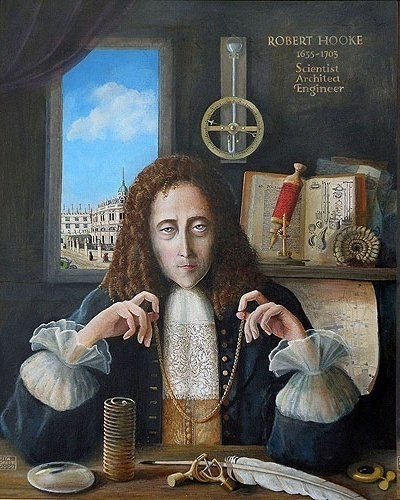 ROBERT HOOKE
1635-1703
Scientist
Architect
Engineer